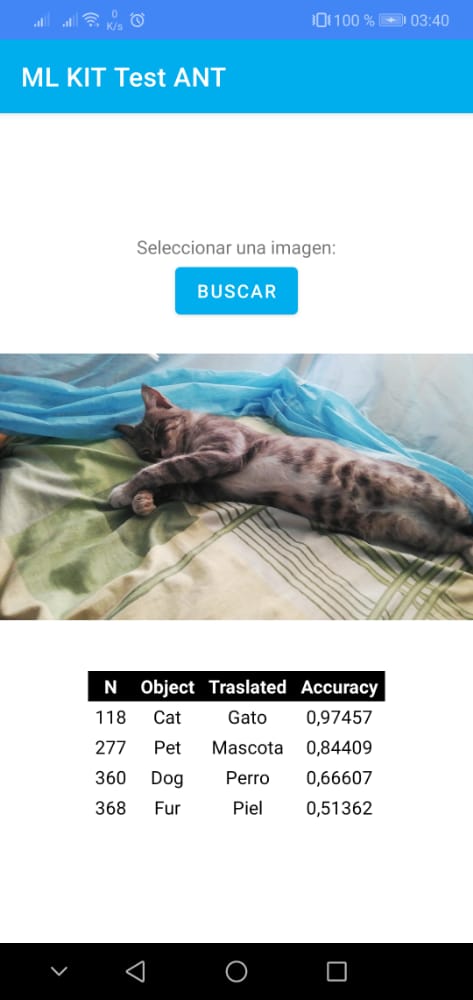 0 K/s 100 % 03:40
ML KIT Test ANT
Seleccionar una imagen:
BUSCAR
N Object Traslated Accuracy
118 Cat Gato 0,97457
277 Pet Mascota 0,84409
360 Dog Perro 0,66607
368 Fur Piel 0,51362